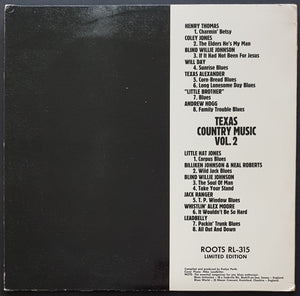 HENRY THOMAS
1. Charmin' Betsy
COLEY JONES
2. The Elders He's My Man
BLIND WILLIE JOHNSON
3. If It Had Not Been For Jesus
WILL DAY
4. Sunrise Blues
TEXAS ALEXANDER
5. Corn-Bread Blues
6. Long Lonesome Day Blues
"LITTLE BROTHER"
7. Blues
ANDREW HOGG
8. Family Trouble Blues
TEXAS
COUNTRY MUSIC
VOL. 2
LITTLE HAT JONES
1. Corpus Blues
BILLIKEN JOHNSON & NEAL ROBERTS
2. Wild Jack Blues
BLIND WILLIE JOHNSON
3. The Soul Of Man
4. Take Your Stand
JACK RANGER
5. T. P. Window Blues
WHISTLIN' ALEX MOORE
6. It Wouldn't Be So Hard
LEADBELLY
7. Packin' Trunk Blues
8. All Out And Down
ROOTS RL-315
LIMITED EDITION